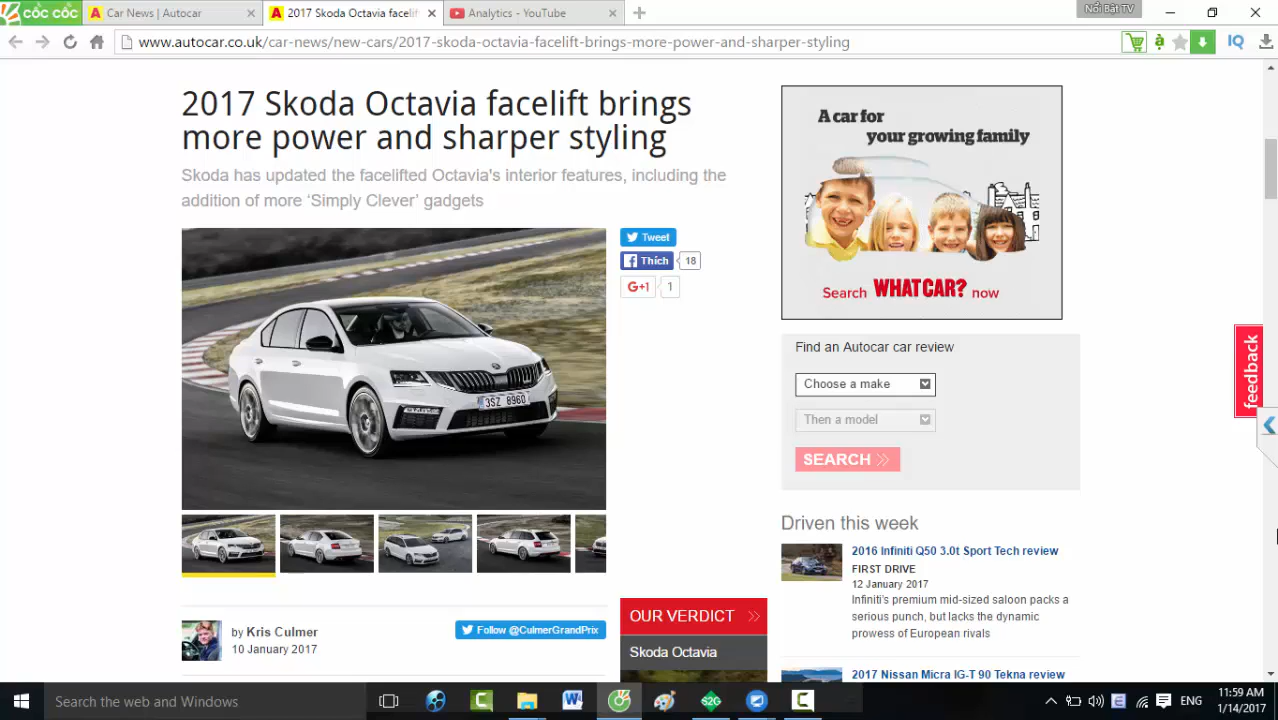 CỐC CỐC
Car News | Autocar
2017 Skoda Octavia facelif
Analytics - YouTube
Nổi Bật TV
www.autocar.co.uk/car-news/new-cars/2017-skoda-octavia-facelift-brings-more-power-and-sharper-styling
2017 Skoda Octavia facelift brings
more power and sharper styling
Skoda has updated the facelifted Octavia's interior features, including the
addition of more ‘Simply Clever’ gadgets
Tweet
Thích 18
G+1 1
3SZ 8960
by Kris Culmer
10 January 2017
Follow @CulmerGrandPrix
OUR VERDICT
Skoda Octavia
A car for
your growing family
Search WHATCAR? now
Find an Autocar car review
Choose a make
Then a model
SEARCH
Driven this week
2016 Infiniti Q50 3.0t Sport Tech review
FIRST DRIVE
12 January 2017
Infiniti's premium mid-sized saloon packs a
serious punch, but lacks the dynamic
prowess of European rivals
2017 Nissan Micra IG-T 90 Tekna review
feedback
Search the web and Windows
ENG
11:59 AM
1/14/2017